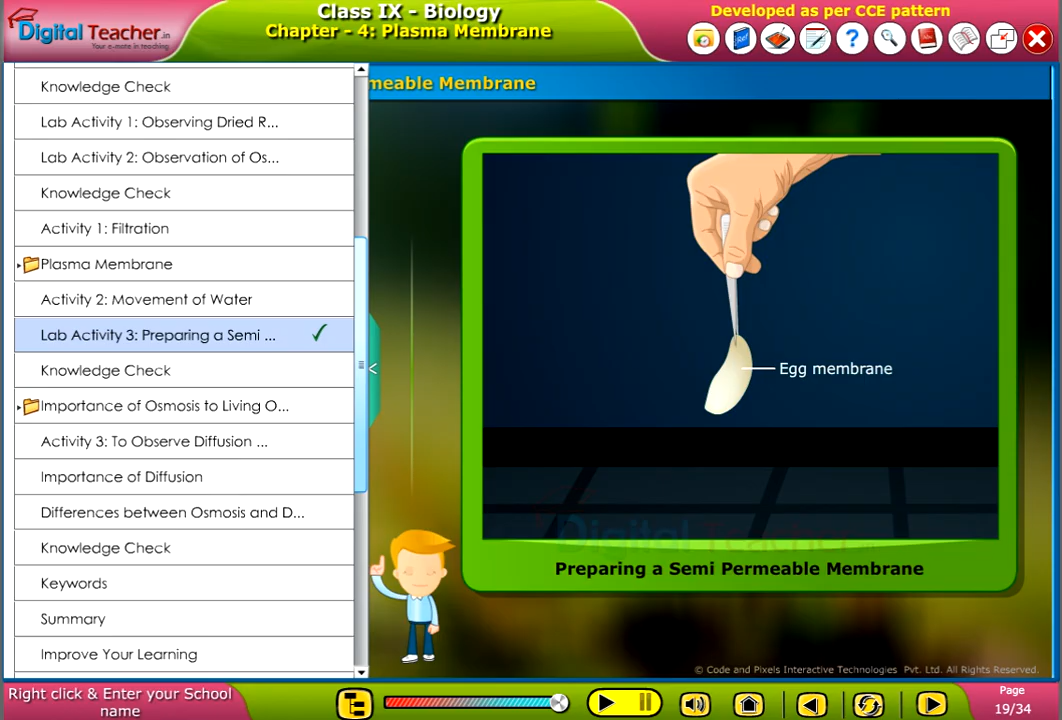 Digital Teacher.in
Your e-mate in teaching.
Class IX - Biology
Chapter - 4: Plasma Membrane
Developed as per CCE pattern
Ref
?
Knowledge Check
Lab Activity 1: Observing Dried R...
Lab Activity 2: Observation of Os...
Knowledge Check
Activity 1: Filtration
Plasma Membrane
Activity 2: Movement of Water
Lab Activity 3: Preparing a Semi ...
Knowledge Check
Importance of Osmosis to Living O...
Activity 3: To Observe Diffusion ...
Importance of Diffusion
Differences between Osmosis and D...
Knowledge Check
Keywords
Summary
Improve Your Learning
meable Membrane
Egg membrane
Digital Teacher
Preparing a Semi Permeable Membrane
© Code and Pixels Interactive Technologies Pvt. Ltd. All Rights Reserved.
Right click & Enter your School
name
Page
19/34